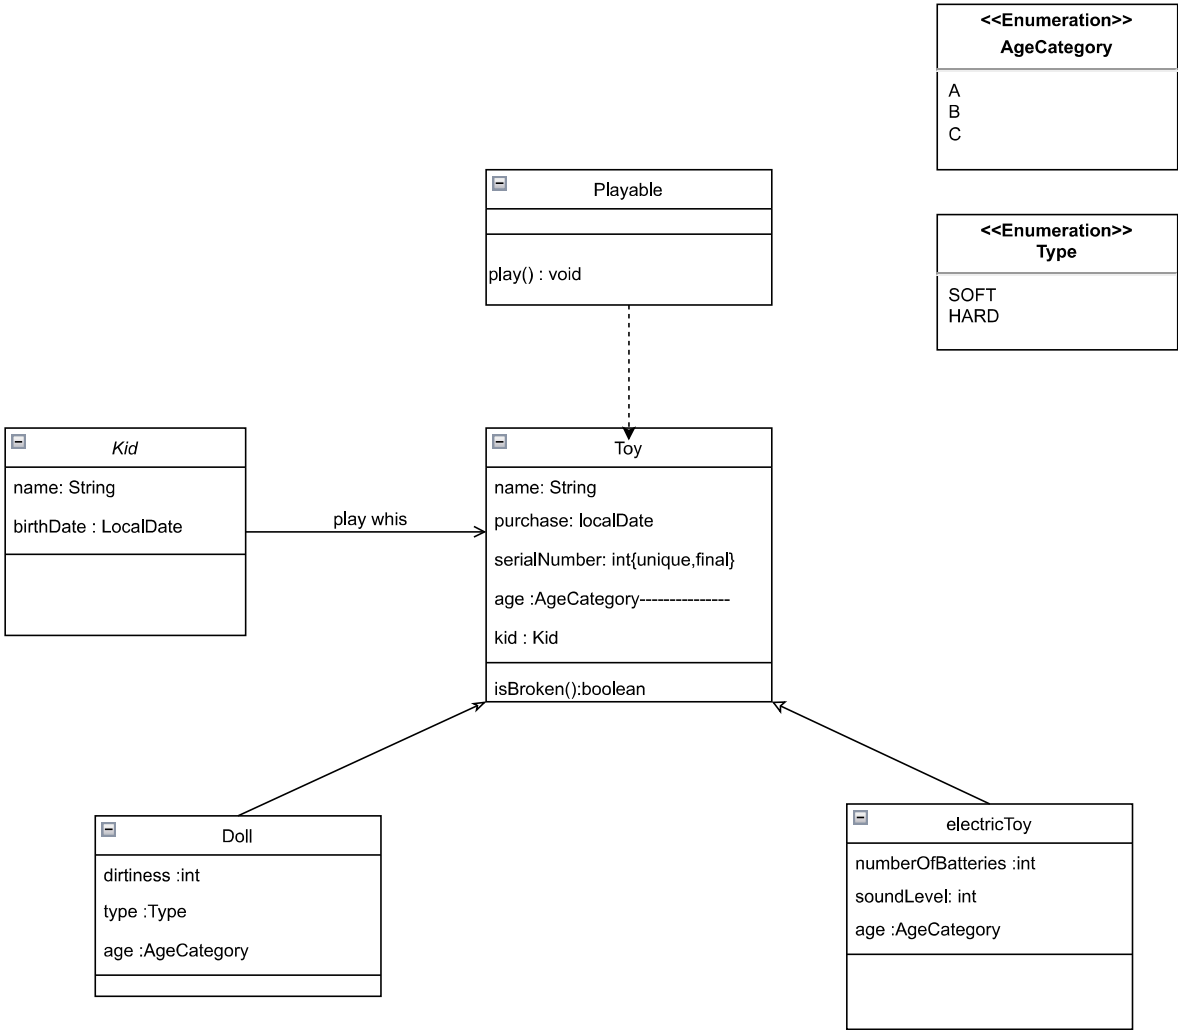 <<Enumeration>>
AgeCategory
A
B
C
Playable
play() : void
<<Enumeration>>
Type
SOFT
HARD
Kid
name: String
birthDate : LocalDate
play whis
Toy
name: String
purchase: localDate
serialNumber: int{unique,final}
age :AgeCategory---------------
kid : Kid
isBroken():boolean
Doll
dirtiness :int
type :Type
age :AgeCategory
electricToy
numberOfBatteries :int
soundLevel: int
age :AgeCategory